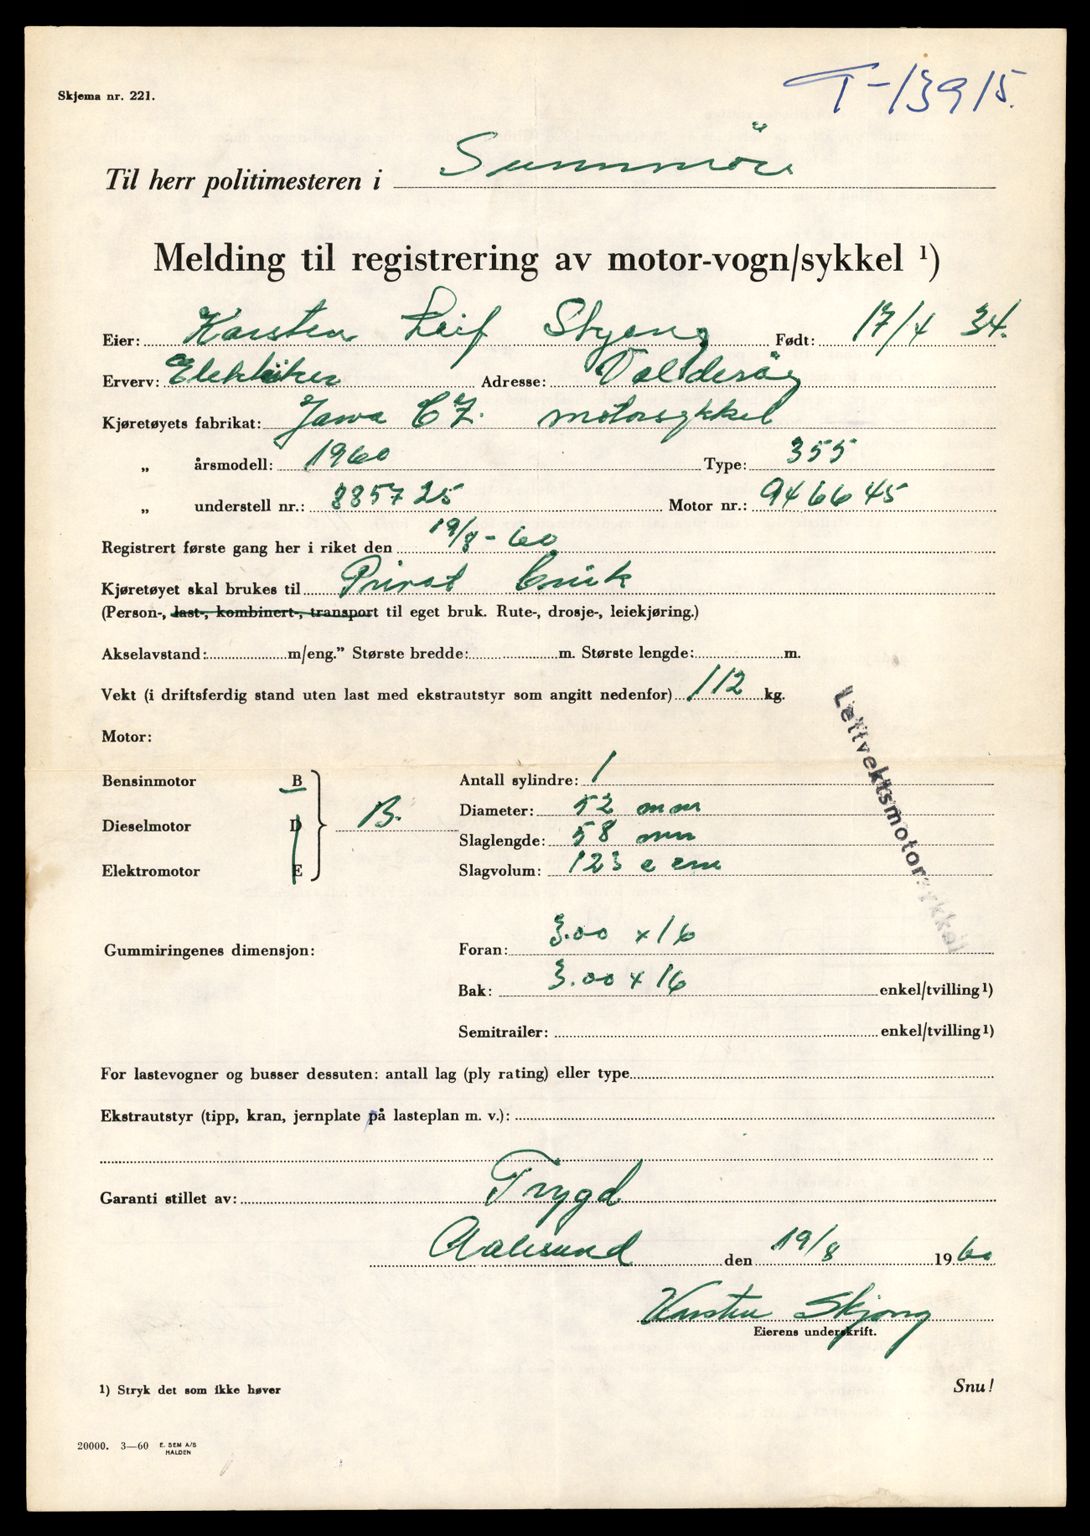 Skjema nr. 221.
T-13915.
Til herr politimesteren i Sunnmöre
Melding til registrering av motor-vogn/sykkel ¹)
Eier: Karsten Leif Skjong Født: 17/4 34.
Erverv: Elektriker Adresse: Valderöy
Kjøretøyets fabrikat: Jawa CZ. motorsykkel
„ årsmodell: 1960 Type: 355
„ understell nr.: 885725 Motor nr.: 946645
Registrert første gang her i riket den 19/8-60
Kjøretøyet skal brukes til Privat bruk
(Person-, last-, kombinert-, transport til eget bruk. Rute-, drosje-, leiekjøring.)
Akselavstand: m/eng.” Største bredde: m. Største lengde: m.
Vekt (i driftsferdig stand uten last med ekstrautstyr som angitt nedenfor) 112 kg.
Motor:
Bensinmotor B Antall sylindre: 1
B. Diameter: 52 mm
Dieselmotor D Slaglengde: 58 mm
Elektromotor E Slagvolum: 123 c cm
Lettvektsmotorsykkel
Gummiringenes dimensjon: Foran: 3.00 x 16
Bak: 3.00 x 16 enkel/tvilling ¹)
Semitrailer: enkel/tvilling ¹)
For lastevogner og busser dessuten: antall lag (ply rating) eller type
Ekstrautstyr (tipp, kran, jernplate på lasteplan m. v.):
Garanti stillet av: Trygd
Aalesund den 19/8 1960
Karsten Skjong
Eierens underskrift.
1) Stryk det som ikke høver
Snu!
20000. 3—60 E. SEM A/S
HALDEN